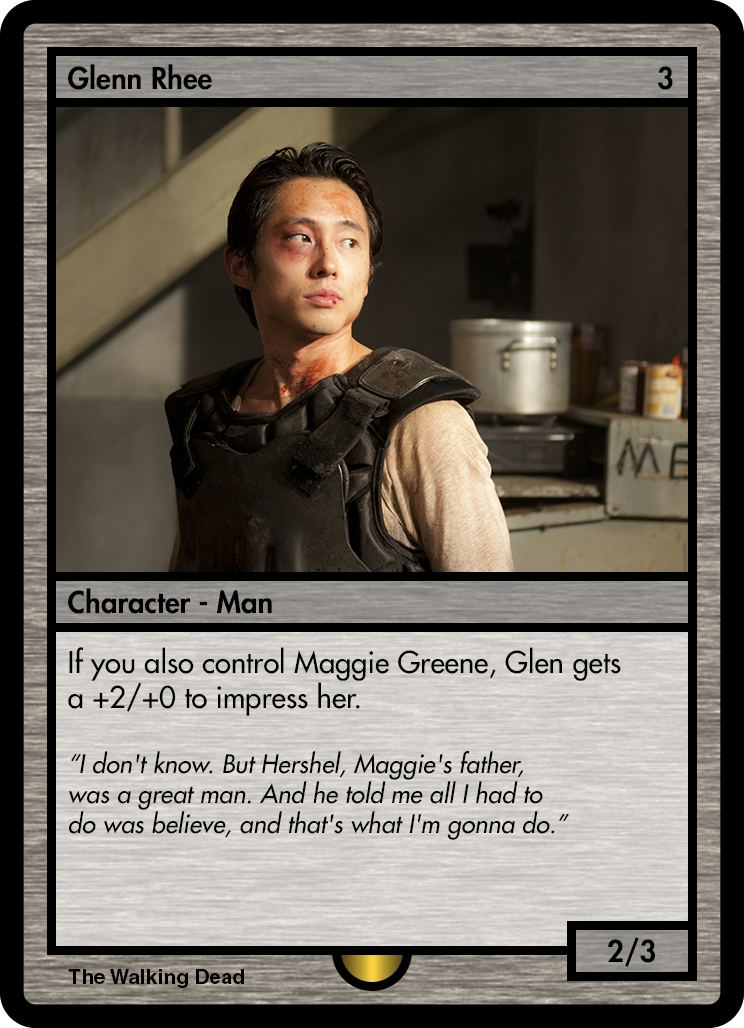 Glenn Rhee 3
ME
Character - Man
If you also control Maggie Greene, Glen gets
a +2/+0 to impress her.
“I don't know. But Hershel, Maggie's father,
was a great man. And he told me all I had to
do was believe, and that's what I'm gonna do.”
2/3
The Walking Dead